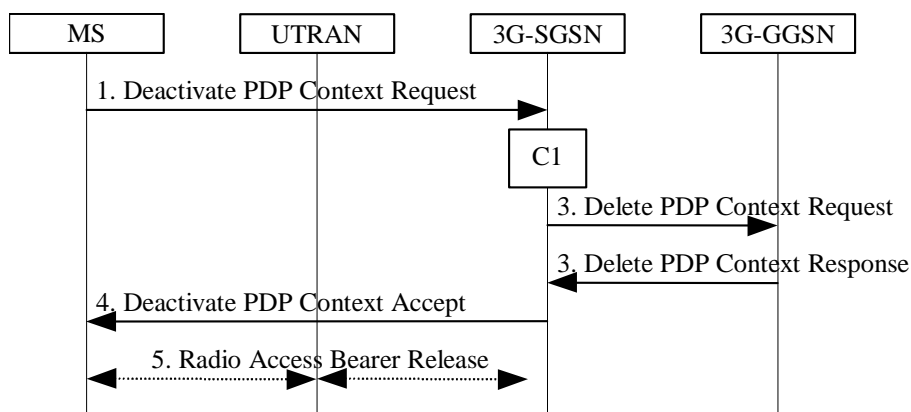 MS UTRAN 3G-SGSN 3G-GGSN
1. Deactivate PDP Context Request
C1
3. Delete PDP Context Request
3. Delete PDP Context Response
4. Deactivate PDP Context Accept
5. Radio Access Bearer Release